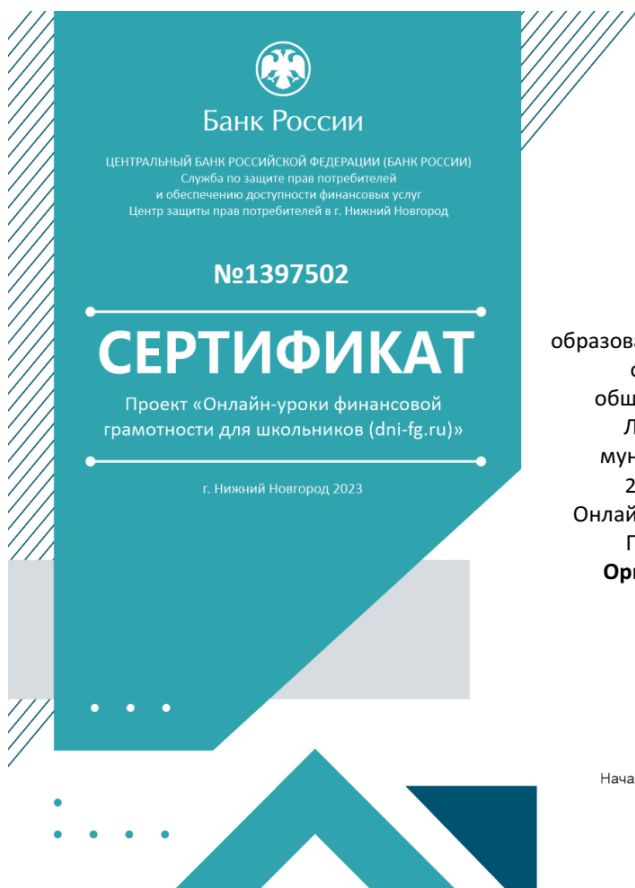 Банк России
ЦЕНТРАЛЬНЫЙ БАНК РОССИЙСКОЙ ФЕДЕРАЦИИ (БАНК РОССИИ)
Служба по защите прав потребителей
и обеспечению доступности финансовых услуг
Центр защиты прав потребителей в г. Нижний Новгород
№1397502
СЕРТИФИКАТ
Проект «Онлайн-уроки финансовой
грамотности для школьников (dni-fg.ru)»
г. Нижний Новгород 2023
образова
общ
Л
мун
2
Онлай
Нача